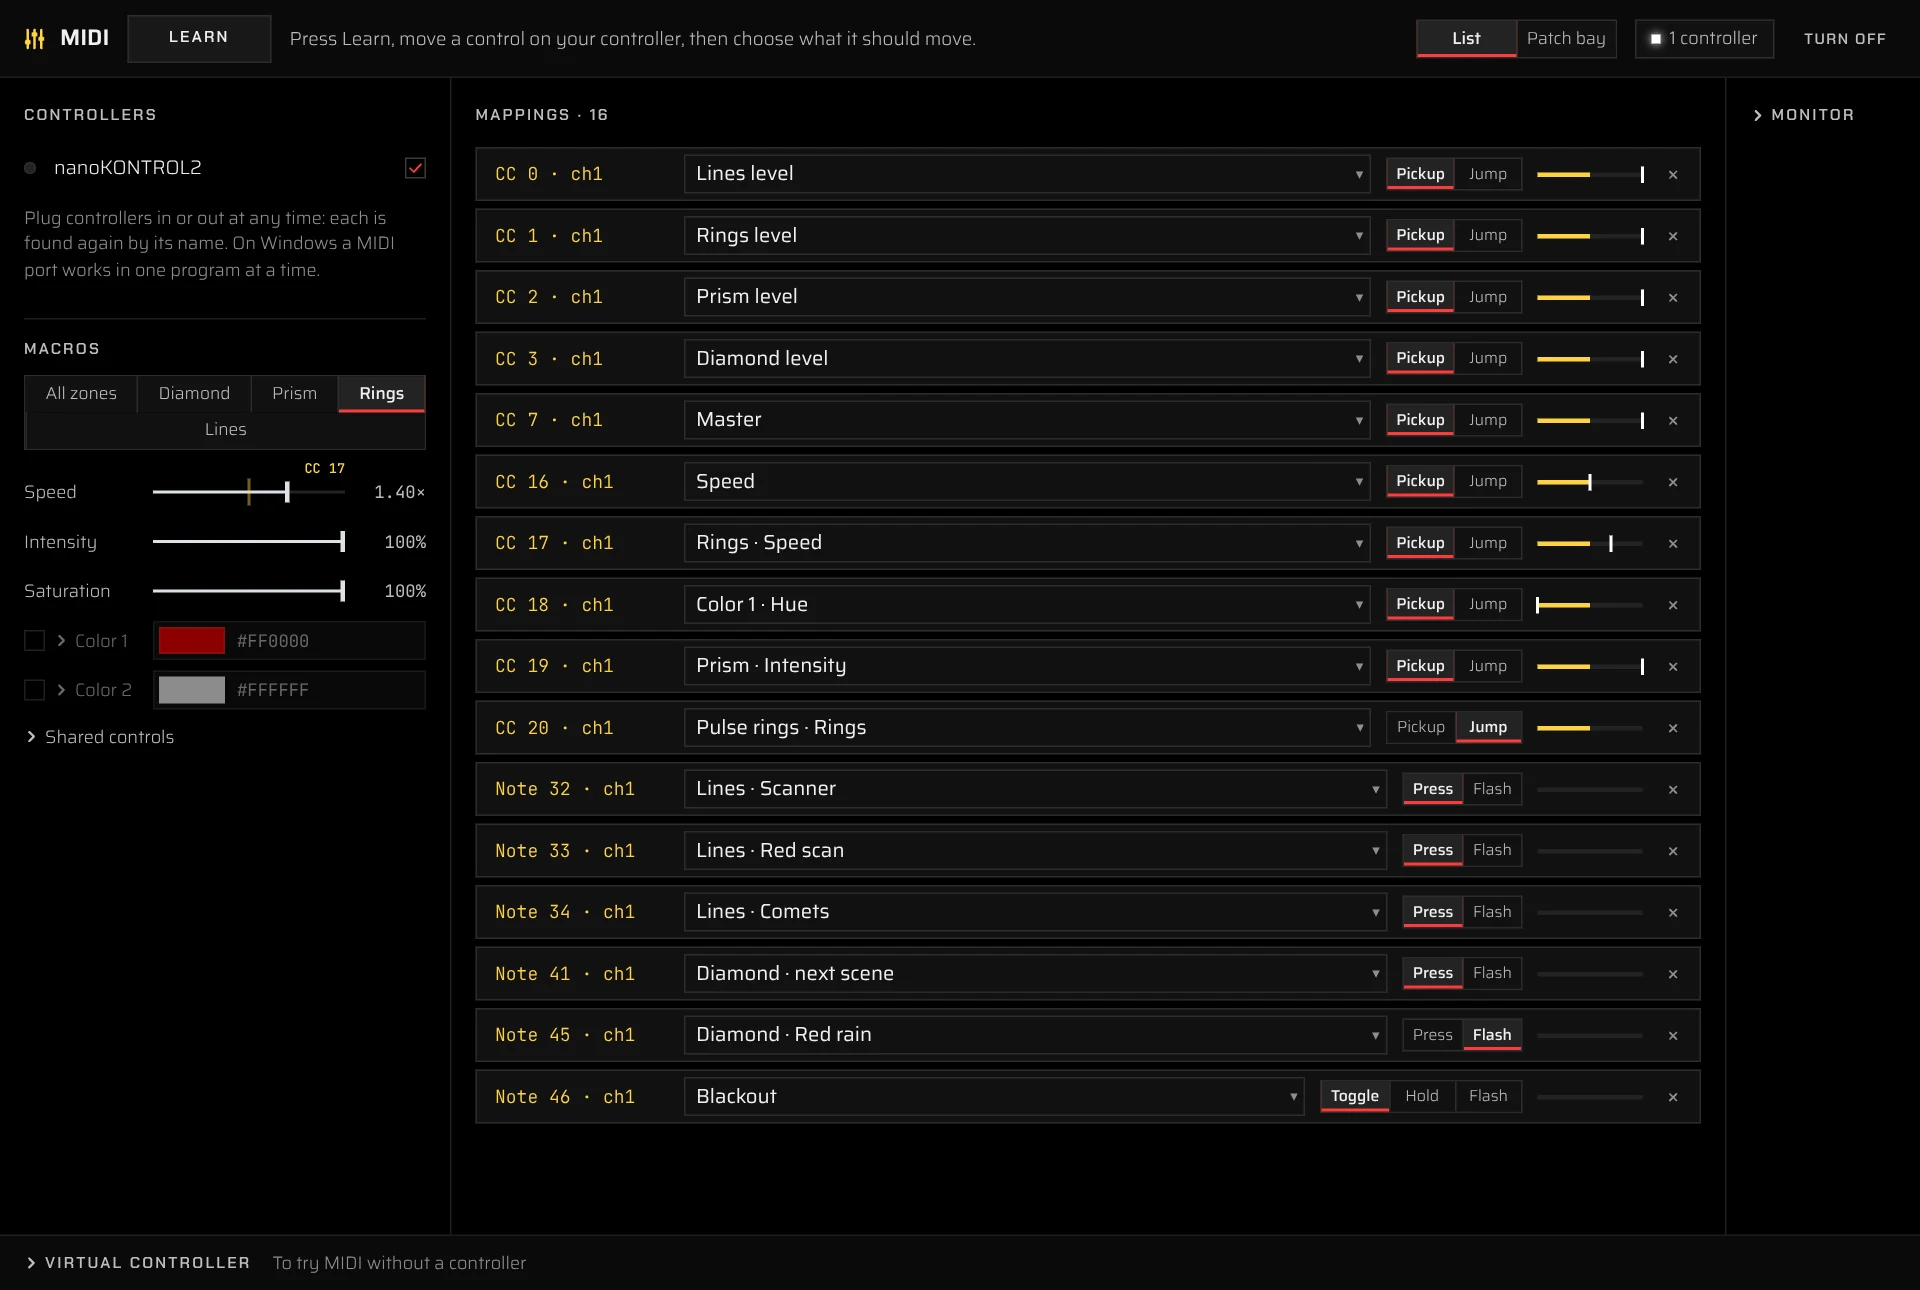 MIDI
LEARN
Press Learn, move a control on your controller, then choose what it should move.
List
Patch bay
1 controller
TURN OFF
CONTROLLERS
nanoKONTROL2
Plug controllers in or out at any time: each is
found again by its name. On Windows a MIDI
port works in one program at a time.
MACROS
All zones
Diamond
Prism
Rings
Lines
CC 17
Speed
1.40×
Intensity
100%
Saturation
100%
Color 1
#FF0000
Color 2
#FFFFFF
Shared controls
MAPPINGS · 16
CC 0 · ch1 Lines level Pickup Jump ×
CC 1 · ch1 Rings level Pickup Jump ×
CC 2 · ch1 Prism level Pickup Jump ×
CC 3 · ch1 Diamond level Pickup Jump ×
CC 7 · ch1 Master Pickup Jump ×
CC 16 · ch1 Speed Pickup Jump ×
CC 17 · ch1 Rings · Speed Pickup Jump ×
CC 18 · ch1 Color 1 · Hue Pickup Jump ×
CC 19 · ch1 Prism · Intensity Pickup Jump ×
CC 20 · ch1 Pulse rings · Rings Pickup Jump ×
Note 32 · ch1 Lines · Scanner Press Flash ×
Note 33 · ch1 Lines · Red scan Press Flash ×
Note 34 · ch1 Lines · Comets Press Flash ×
Note 41 · ch1 Diamond · next scene Press Flash ×
Note 45 · ch1 Diamond · Red rain Press Flash ×
Note 46 · ch1 Blackout Toggle Hold Flash ×
MONITOR
VIRTUAL CONTROLLER
To try MIDI without a controller